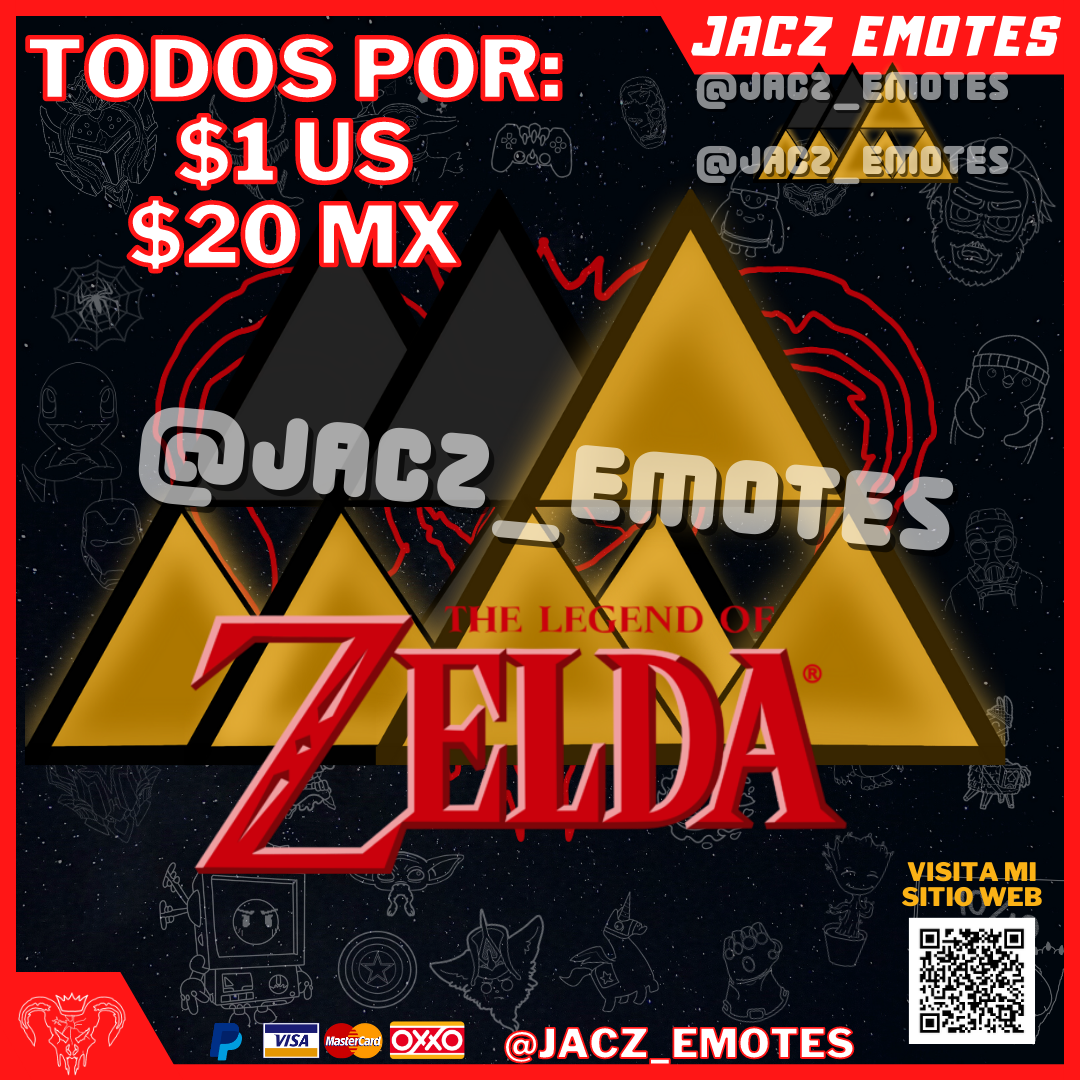 TODOS POR:
$1 US
$20 MX
JACZ EMOTES
@JACZ_EMOTES
@JACZ_EMOTES
@JACZ_EMOTES
THE LEGEND OF
ZELDA®
VISITA MI
SITIO WEB
VISA
MasterCard
OXXO
@JACZ_EMOTES